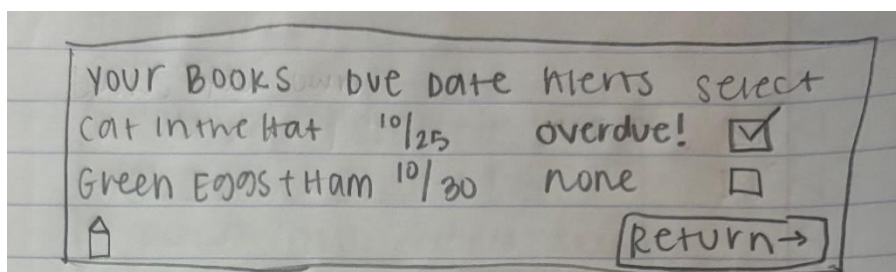 Your Books Due Date Alerts select
Cat in the Hat 10/25 overdue!
Green Eggs + Ham 10/30 none
Return→